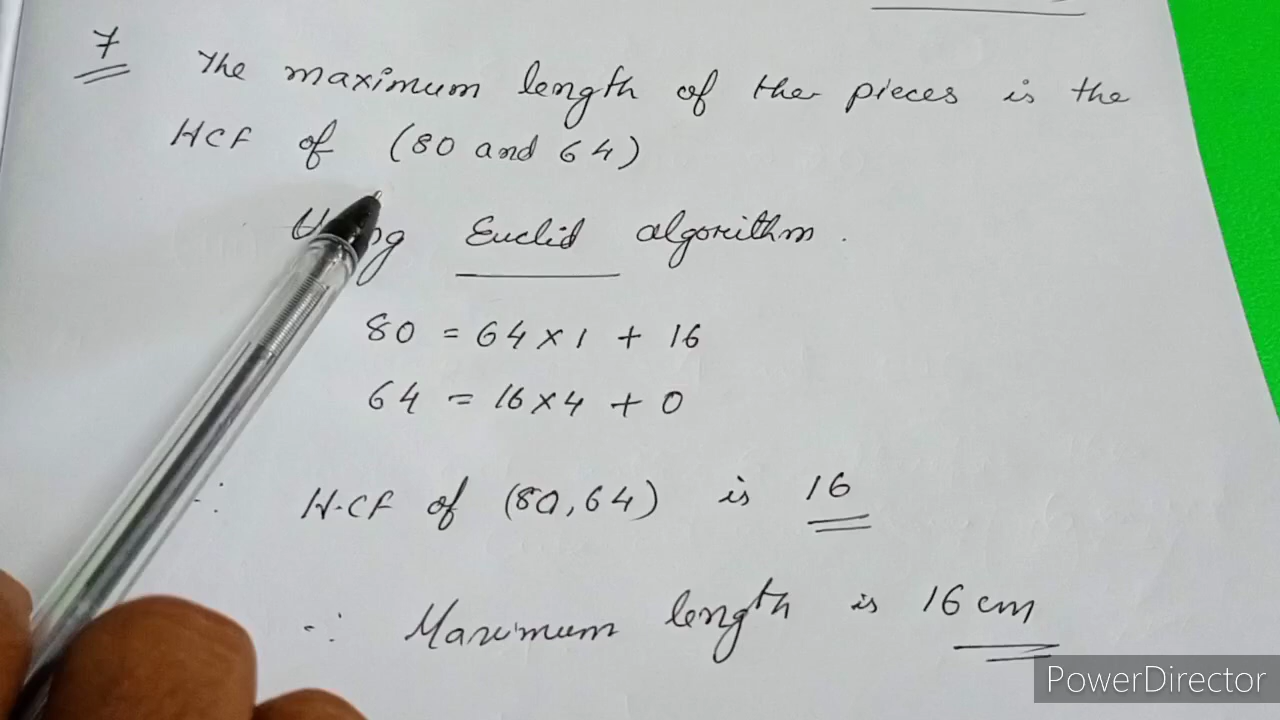 7 The maximum length of the pieces is the
HCF of (80 and 64)
Euclid algorithm.
80 = 64 × 1 + 16
64 = 16 × 4 + 0
∴ H.CF of (80, 64) is 16
∴ Maximum length is 16 cm
PowerDirector